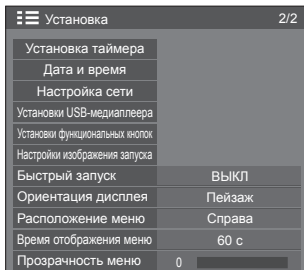 Установка 2/2
Установка таймера
Дата и время
Настройка сети
Установки USB-медиаплеера
Установки функциональных кнопок
Настройки изображения запуска
Быстрый запуск ВЫКЛ
Ориентация дисплея Пейзаж
Расположение меню Справа
Время отображения меню 60 с
Прозрачность меню 0